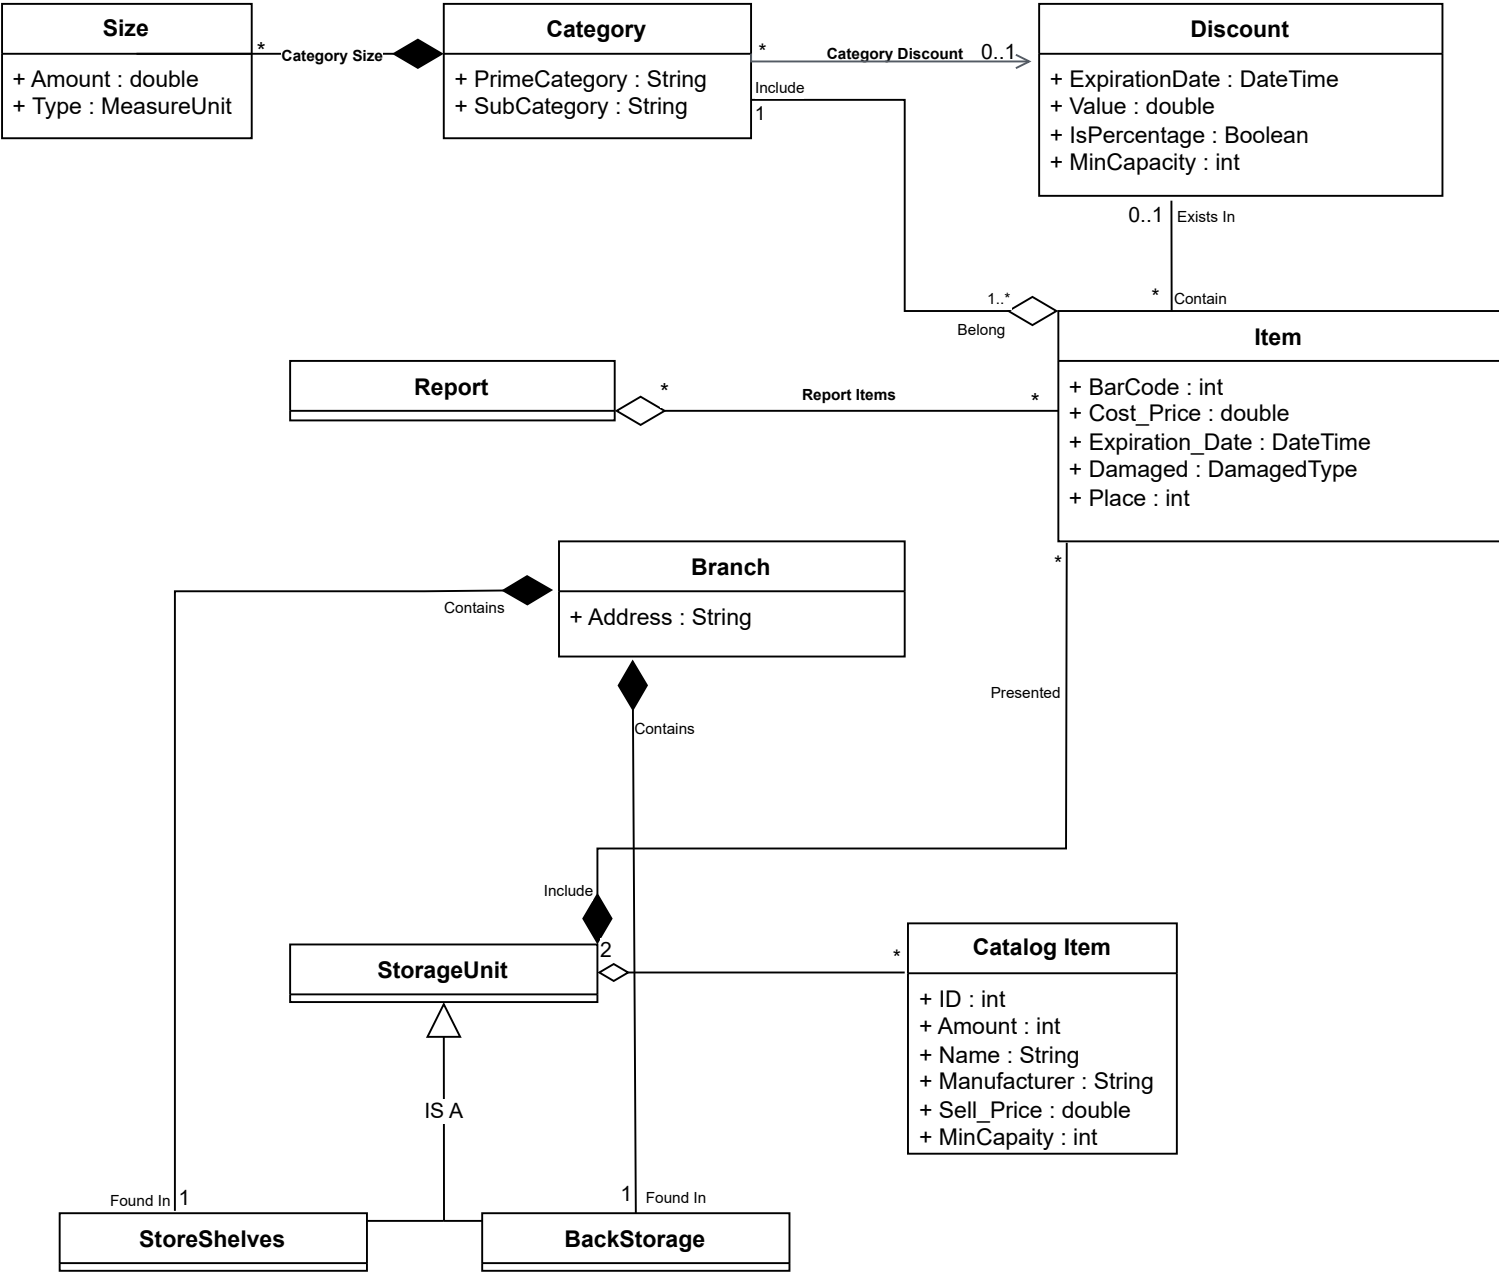 Size
+ Amount : double
+ Type : MeasureUnit
*
Category Size
Category
+ PrimeCategory : String
+ SubCategory : String
*
Category Discount
0..1
Include
1
Discount
+ ExpirationDate : DateTime
+ Value : double
+ IsPercentage : Boolean
+ MinCapacity : int
0..1
Exists In
*
Contain
1..*
Belong
Item
+ BarCode : int
+ Cost_Price : double
+ Expiration_Date : DateTime
+ Damaged : DamagedType
+ Place : int
Report
*
Report Items
*
Branch
+ Address : String
Contains
Contains
*
Presented
Include
2
StorageUnit
*
Catalog Item
+ ID : int
+ Amount : int
+ Name : String
+ Manufacturer : String
+ Sell_Price : double
+ MinCapaity : int
IS A
Found In
1
1
Found In
StoreShelves
BackStorage